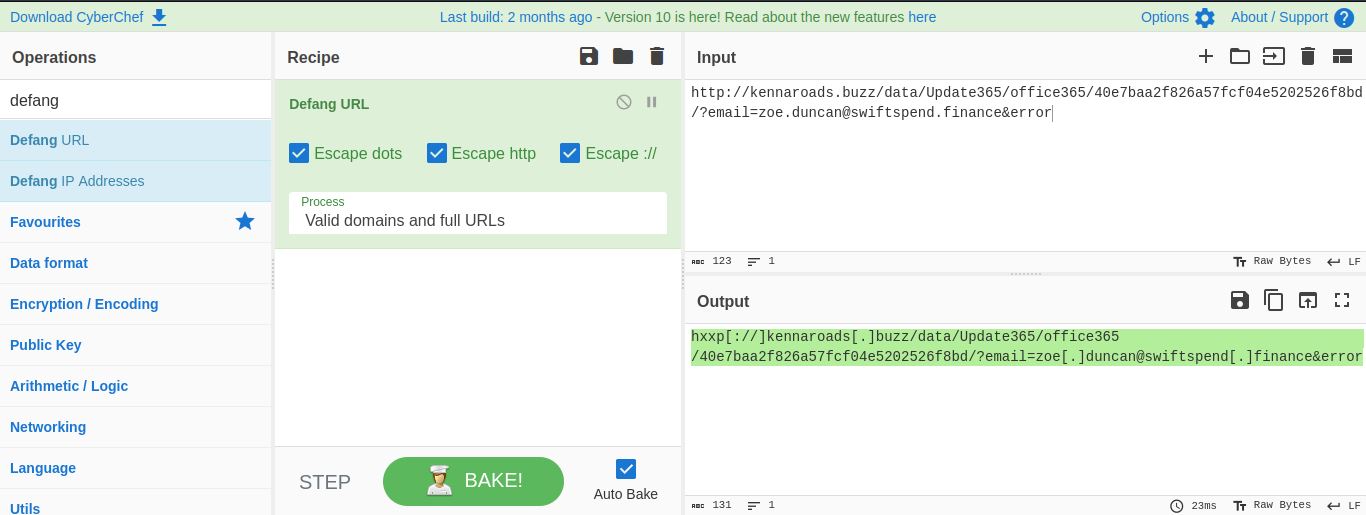 Download CyberChef
Last build: 2 months ago - Version 10 is here! Read about the new features here
Options
About / Support
Operations
defang
Defang URL
Defang IP Addresses
Favourites
Data format
Encryption / Encoding
Public Key
Arithmetic / Logic
Networking
Language
Utils
Recipe
Defang URL
Escape dots
Escape http
Escape ://
Process
Valid domains and full URLs
STEP
BAKE!
Auto Bake
Input
http://kennaroads.buzz/data/Update365/office365/40e7baa2f826a57fcf04e5202526f8bd
/?email=zoe.duncan@swiftspend.finance&error
ABC 123 1 Raw Bytes LF
Output
hxxp[://]kennaroads[.]buzz/data/Update365/office365
/40e7baa2f826a57fcf04e5202526f8bd/?email=zoe[.]duncan@swiftspend[.]finance&error
ABC 131 1 23ms Raw Bytes LF